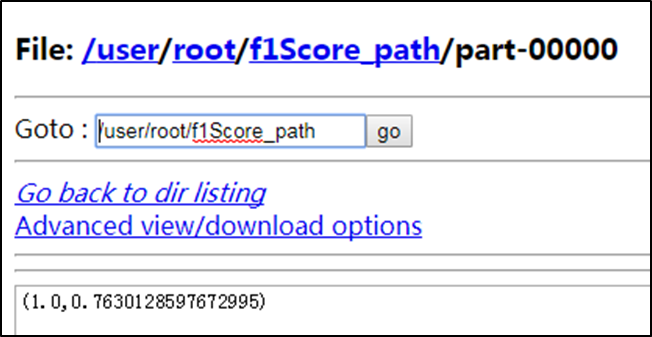 File: /user/root/f1Score_path/part-00000
Goto : /user/root/f1Score_path go
Go back to dir listing
Advanced view/download options
(1.0,0.7630128597672995)